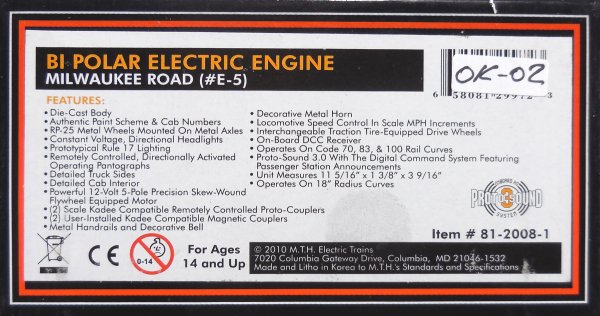 BI POLAR ELECTRIC ENGINE
MILWAUKEE ROAD (#E-5)
OK-02
6 58081 29972 3
FEATURES:
• Die-Cast Body
• Authentic Paint Scheme & Cab Numbers
• RP-25 Metal Wheels Mounted On Metal Axles
• Constant Voltage, Directional Headlights
• Prototypical Rule 17 Lighting
• Remotely Controlled, Directionally Activated
Operating Pantographs
• Detailed Truck Sides
• Detailed Cab Interior
• Powerful 12-Volt 5-Pole Precision Skew-Wound
Flywheel Equipped Motor
• (2) Scale Kadee Compatible Remotely Controlled Proto-Couplers
• (2) User-Installed Kadee Compatible Magnetic Couplers
• Metal Handrails and Decorative Bell
• Decorative Metal Horn
• Locomotive Speed Control In Scale MPH Increments
• Interchangeable Traction Tire-Equipped Drive Wheels
• On-Board DCC Receiver
• Operates On Code 70, 83, & 100 Rail Curves
• Proto-Sound 3.0 With The Digital Command System Featuring
Passenger Station Announcements
• Unit Measures 11 5/16" x 1 3/8" x 3 9/16"
• Operates On 18" Radius Curves
PROTO-SOUND
3
SYSTEM
Item # 81-2008-1
CE
0-14
For Ages
14 and Up
© 2010 M.T.H. Electric Trains
7020 Columbia Gateway Drive, Columbia, MD 21046-1532
Made and Litho in Korea to M.T.H.'s Standards and Specifications